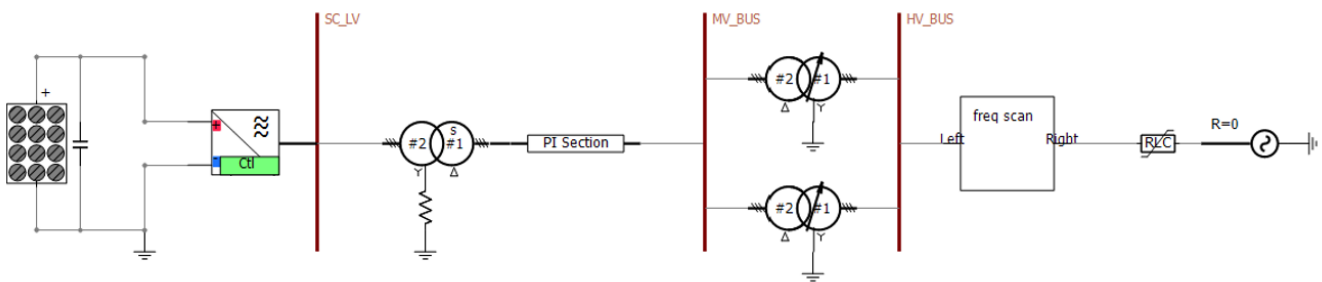 SC_LV
MV_BUS
HV_BUS
+
+
-
Ctl
#2
S
#1
Y
Δ
PI Section
#2
#1
Δ
Y
#2
#1
Δ
Y
freq scan
Left
Right
RLC
R=0